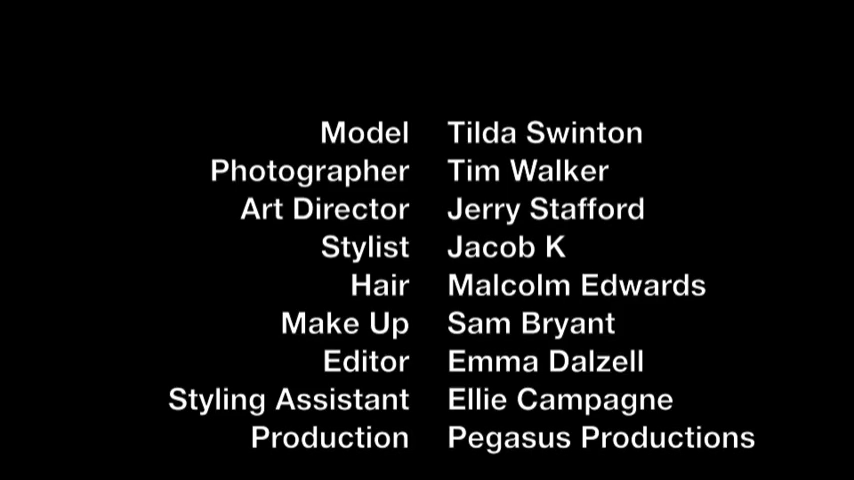 Model Tilda Swinton
Photographer Tim Walker
Art Director Jerry Stafford
Stylist Jacob K
Hair Malcolm Edwards
Make Up Sam Bryant
Editor Emma Dalzell
Styling Assistant Ellie Campagne
Production Pegasus Productions